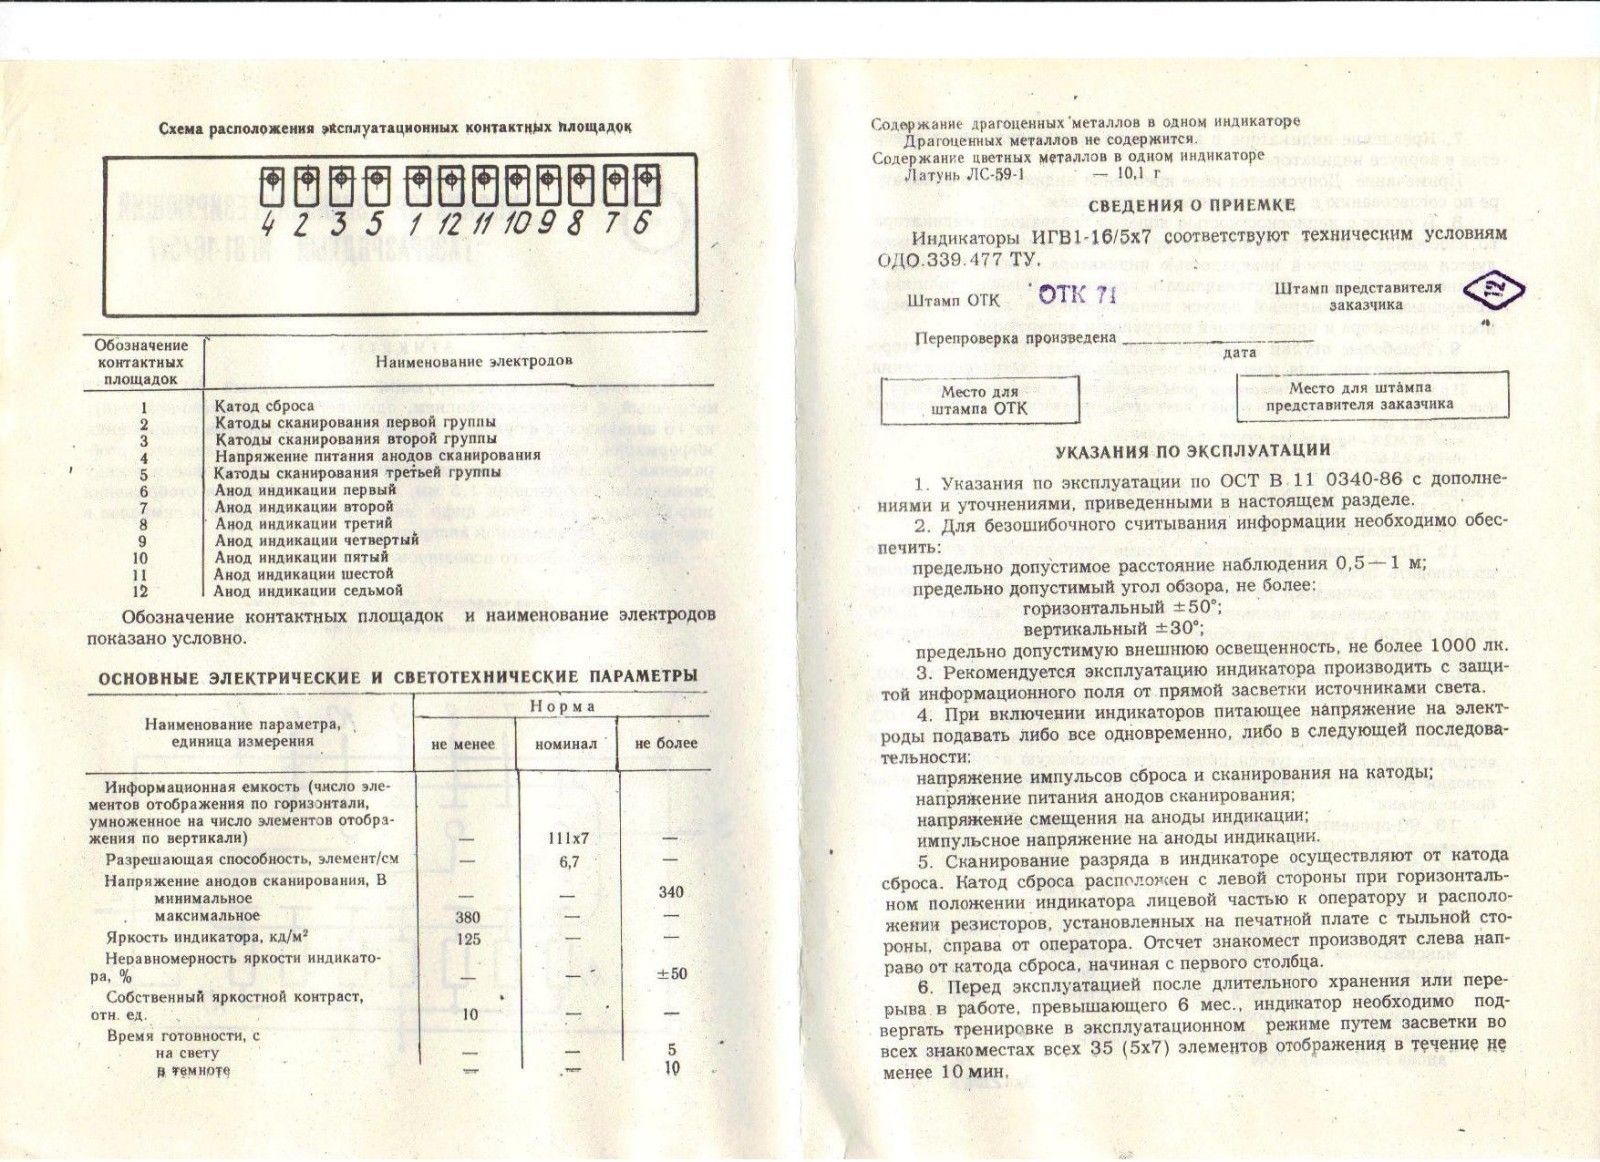 Схема расположения эксплуатационных контактных площадок
4 2 3 5 1 12 11 10 9 8 7 6
Обозначение контактных площадок
Наименование электродов
1 Катод сброса
2 Катоды сканирования первой группы
3 Катоды сканирования второй группы
4 Напряжение питания анодов сканирования
5 Катоды сканирования третьей группы
6 Анод индикации первый
7 Анод индикации второй
8 Анод индикации третий
9 Анод индикации четвертый
10 Анод индикации пятый
11 Анод индикации шестой
12 Анод индикации седьмой
Обозначение контактных площадок и наименование электродов
показано условно.
ОСНОВНЫЕ ЭЛЕКТРИЧЕСКИЕ И СВЕТОТЕХНИЧЕСКИЕ ПАРАМЕТРЫ
Наименование параметра,
единица измерения
Норма
не менее номинал не более
Информационная емкость (число эле-
ментов отображения по горизонтали,
умноженное на число элементов отобра-
жения по вертикали) — 111х7 —
Разрешающая способность, элемент/см — 6,7 —
Напряжение анодов сканирования, В
минимальное — — 340
максимальное 380 — —
Яркость индикатора, кд/м² 125 — —
Неравномерность яркости индикато-
ра, % — — ±50
Собственный яркостной контраст,
отн. ед. 10 — —
Время готовности, с
на свету — — 5
в темноте — — 10
Содержание драгоценных металлов в одном индикаторе
Драгоценных металлов не содержится.
Содержание цветных металлов в одном индикаторе
Латунь ЛС-59-1 — 10,1 г
СВЕДЕНИЯ О ПРИЕМКЕ
Индикаторы ИГВ1-16/5х7 соответствуют техническим условиям
ОДО.339.477 ТУ.
Штамп ОТК ОТК 71
Штамп представителя
заказчика
12
Перепроверка произведена
дата
Место для
штампа ОТК
Место для штампа
представителя заказчика
УКАЗАНИЯ ПО ЭКСПЛУАТАЦИИ
1. Указания по эксплуатации по ОСТ В 11 0340-86 с дополне-
ниями и уточнениями, приведенными в настоящем разделе.
2. Для безошибочного считывания информации необходимо обес-
печить:
предельно допустимое расстояние наблюдения 0,5—1 м;
предельно допустимый угол обзора, не более:
горизонтальный ±50°;
вертикальный ±30°;
предельно допустимую внешнюю освещенность, не более 1000 лк.
3. Рекомендуется эксплуатацию индикатора производить с защи-
той информационного поля от прямой засветки источниками света.
4. При включении индикаторов питающее напряжение на элект-
роды подавать либо все одновременно, либо в следующей последова-
тельности:
напряжение импульсов сброса и сканирования на катоды;
напряжение питания анодов сканирования;
напряжение смещения на аноды индикации;
импульсное напряжение на аноды индикации.
5. Сканирование разряда в индикаторе осуществляют от катода
сброса. Катод сброса расположен с левой стороны при горизонталь-
ном положении индикатора лицевой частью к оператору и располо-
жении резисторов, установленных на печатной плате с тыльной сто-
роны, справа от оператора. Отсчет знакомест производят слева нап-
раво от катода сброса, начиная с первого столбца.
6. Перед эксплуатацией после длительного хранения или пере-
рыва в работе, превышающего 6 мес., индикатор необходимо под-
вергать тренировке в эксплуатационном режиме путем засветки во
всех знакоместах всех 35 (5х7) элементов отображения в течение не
менее 10 мин.